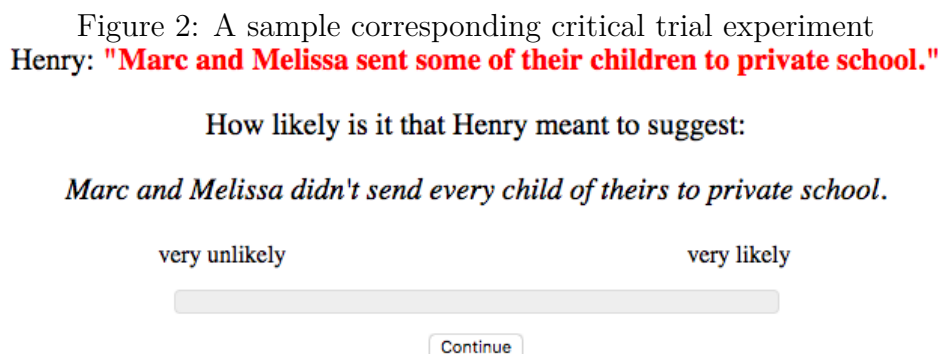 Figure 2: A sample corresponding critical trial experiment
Henry: "Marc and Melissa sent some of their children to private school."
How likely is it that Henry meant to suggest:
Marc and Melissa didn't send every child of theirs to private school.
very unlikely very likely
Continue